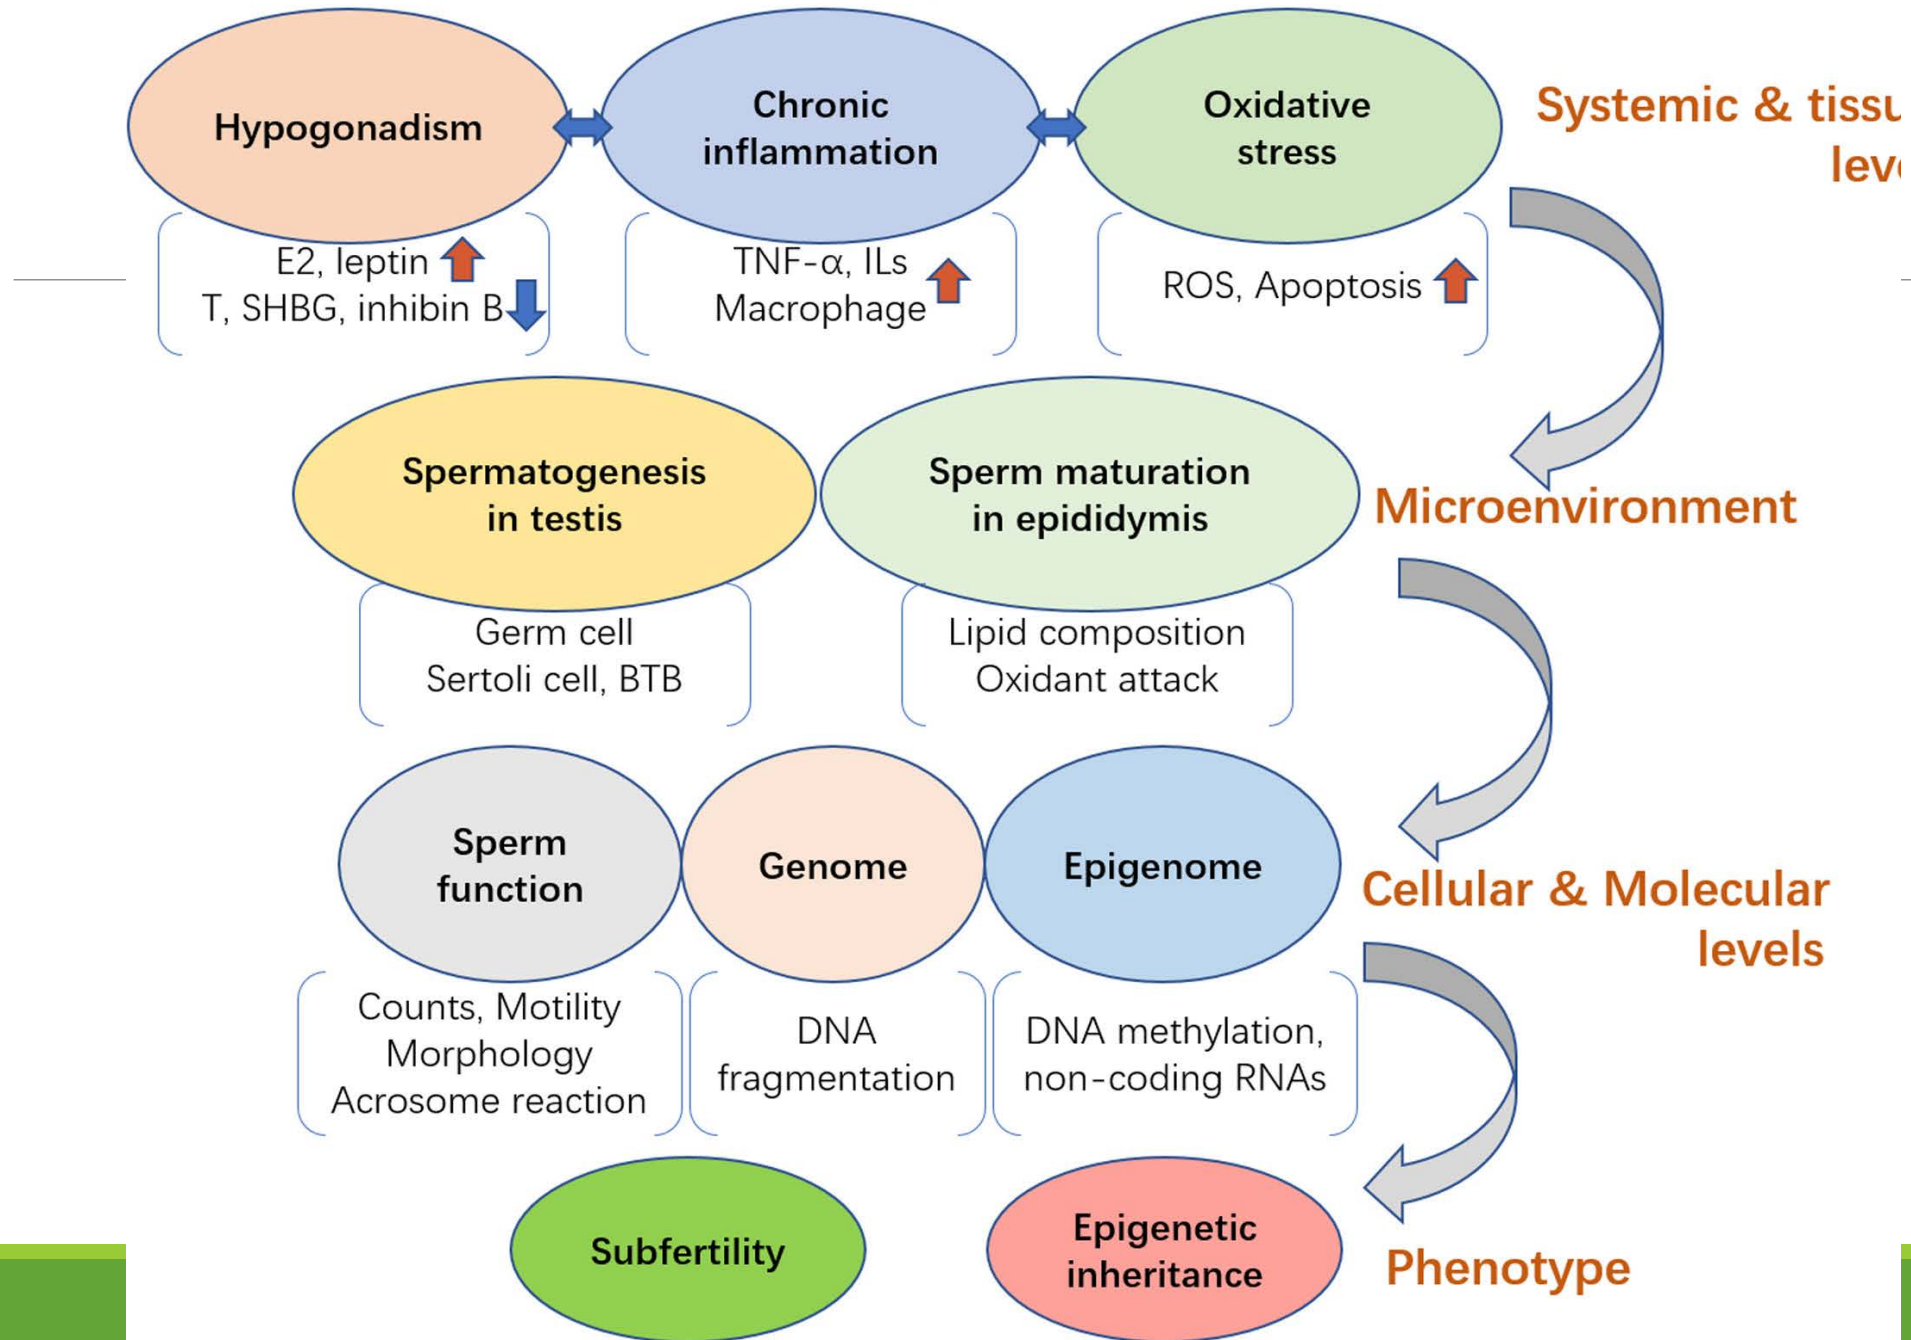 Hypogonadism
Chronic
inflammation
Oxidative
stress
Systemic & tissu
leve
E2, leptin
T, SHBG, inhibin B
TNF-α, ILs
Macrophage
ROS, Apoptosis
Spermatogenesis
in testis
Sperm maturation
in epididymis
Microenvironment
Germ cell
Sertoli cell, BTB
Lipid composition
Oxidant attack
Sperm
function
Genome
Epigenome
Cellular & Molecular
levels
Counts, Motility
Morphology
Acrosome reaction
DNA
fragmentation
DNA methylation,
non-coding RNAs
Subfertility
Epigenetic
inheritance
Phenotype